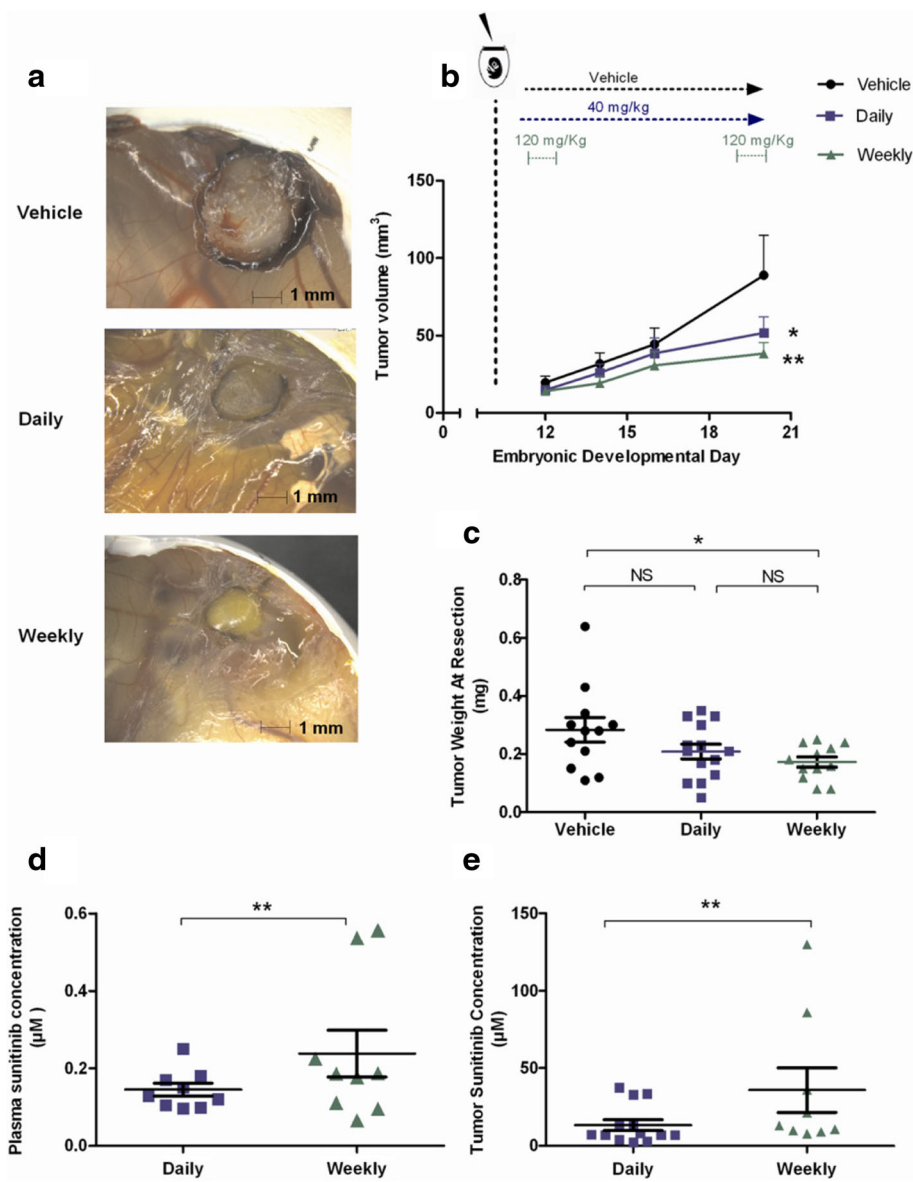 a
Vehicle
1 mm
Daily
1 mm
Weekly
1 mm
b
Vehicle
40 mg/kg
120 mg/Kg
120 mg/Kg
Vehicle
Daily
Weekly
Tumor volume (mm³)
150
100
50
0
*
**
0
12
15
18
21
Embryonic Developmental Day
c
*
NS
NS
Tumor Weight At Resection
(mg)
0.8
0.6
0.4
0.2
0.0
Vehicle
Daily
Weekly
d
**
Plasma sunitinib concentration
(µM )
0.6
0.4
0.2
0.0
Daily
Weekly
e
**
Tumor Sunitinib Concentration
(µM)
150
100
50
0
Daily
Weekly